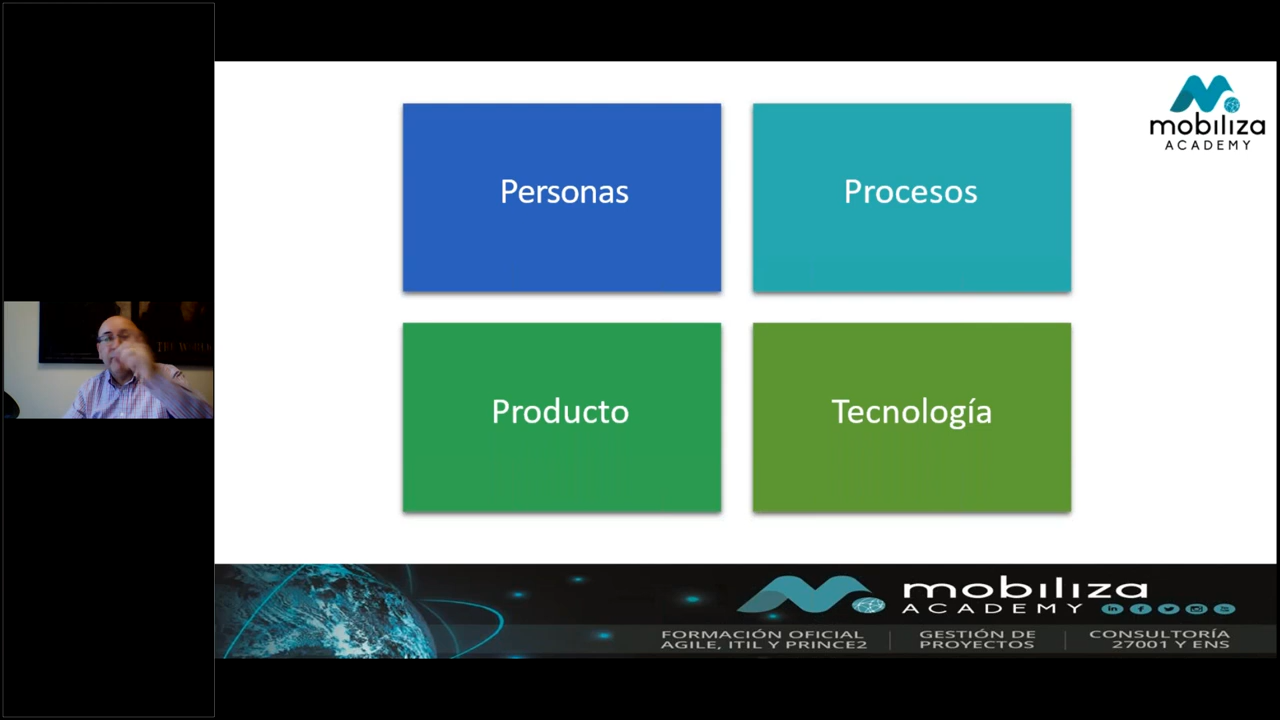 mobiliza
ACADEMY
Personas
Procesos
Producto
Tecnología
mobiliza
ACADEMY
FORMACIÓN OFICIAL
AGILE, ITIL Y PRINCE2
GESTIÓN DE
PROYECTOS
CONSULTORÍA
27001 Y ENS